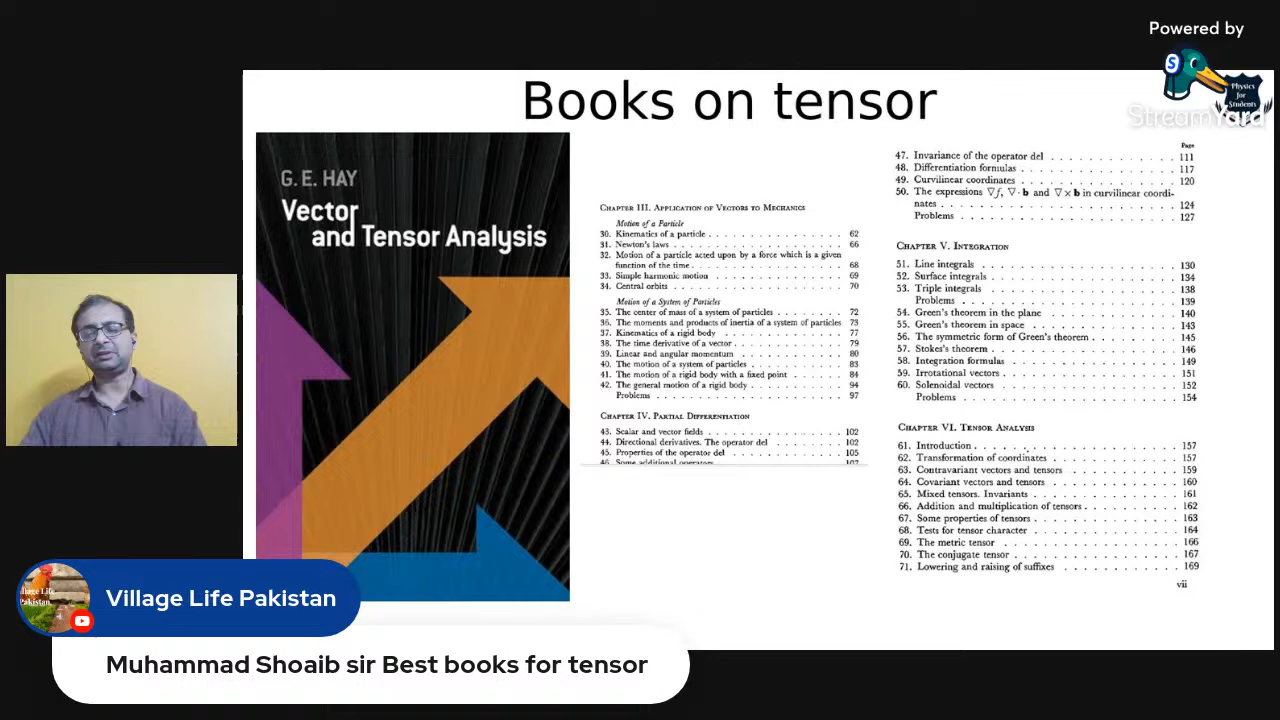 Powered by
StreamYard
Physics
for
Students
Books on tensor
G. E. HAY
Vector
and Tensor Analysis
CHAPTER III. APPLICATION OF VECTORS TO MECHANICS
Motion of a Particle
30. Kinematics of a particle . . . . . . . . . . . . . . . 62
31. Newton's laws . . . . . . . . . . . . . . . 66
32. Motion of a particle acted upon by a force which is a given
function of the time . . . . . . . . . . . . . . . 68
33. Simple harmonic motion . . . . . . . . . . . . . . . 69
34. Central orbits . . . . . . . . . . . . . . . 70
Motion of a System of Particles
35. The center of mass of a system of particles . . . . . . . 72
36. The moments and products of inertia of a system of particles 73
37. Kinematics of a rigid body . . . . . . . . . . . . 77
38. The time derivative of a vector . . . . . . . . . . . . 79
39. Linear and angular momentum . . . . . . . . . . . . 80
40. The motion of a system of particles . . . . . . . . . . 83
41. The motion of a rigid body with a fixed point . . . . . . 84
42. The general motion of a rigid body . . . . . . . . . . 94
Problems . . . . . . . . . . . . . . . 97
CHAPTER IV. PARTIAL DIFFERENTIATION
43. Scalar and vector fields . . . . . . . . . . . . 102
44. Directional derivatives. The operator del . . . . . . . . 102
45. Properties of the operator del . . . . . . . . . . . . 105
46. Some additional operators . . . . . . . . . . . . 107
Page
47. Invariance of the operator del . . . . . . . . . . . . 111
48. Differentiation formulas . . . . . . . . . . . . 117
49. Curvilinear coordinates . . . . . . . . . . . . 120
50. The expressions ∇f, ∇ · b and ∇ × b in curvilinear coordi-
nates . . . . . . . . . . . . . . . 124
Problems . . . . . . . . . . . . . . . 127
CHAPTER V. INTEGRATION
51. Line integrals . . . . . . . . . . . . . . . 130
52. Surface integrals . . . . . . . . . . . . . . . 134
53. Triple integrals . . . . . . . . . . . . . . . 138
Problems . . . . . . . . . . . . . . . 139
54. Green's theorem in the plane . . . . . . . . . . . . 140
55. Green's theorem in space . . . . . . . . . . . . 143
56. The symmetric form of Green's theorem . . . . . . . . 145
57. Stokes's theorem . . . . . . . . . . . . . . . 146
58. Integration formulas . . . . . . . . . . . . . . . 149
59. Irrotational vectors . . . . . . . . . . . . . . . 151
60. Solenoidal vectors . . . . . . . . . . . . . . . 152
Problems . . . . . . . . . . . . . . . 154
CHAPTER VI. TENSOR ANALYSIS
61. Introduction . . . . . . . . . . . . . . . 157
62. Transformation of coordinates . . . . . . . . . . . . 157
63. Contravariant vectors and tensors . . . . . . . . . . 159
64. Covariant vectors and tensors . . . . . . . . . . . . 160
65. Mixed tensors. Invariants . . . . . . . . . . . . 161
66. Addition and multiplication of tensors . . . . . . . . . 162
67. Some properties of tensors . . . . . . . . . . . . 163
68. Tests for tensor character . . . . . . . . . . . . 164
69. The metric tensor . . . . . . . . . . . . . . . 166
70. The conjugate tensor . . . . . . . . . . . . . . . 167
71. Lowering and raising of suffixes . . . . . . . . . . . . 169
vii
Village Life
Pakistan
Village Life Pakistan
Muhammad Shoaib sir Best books for tensor